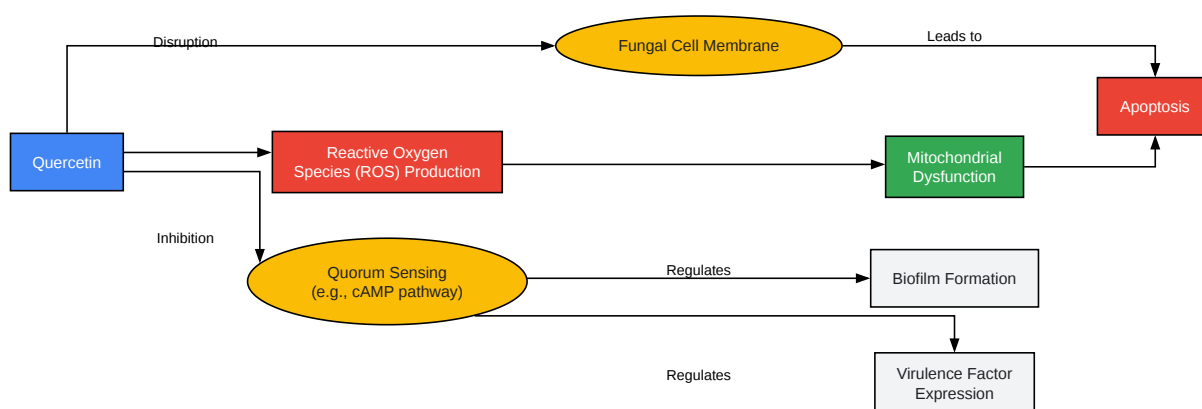 Disruption
Fungal Cell Membrane
Leads to
Apoptosis
Quercetin
Reactive Oxygen
Species (ROS) Production
Mitochondrial
Dysfunction
Inhibition
Quorum Sensing
(e.g., cAMP pathway)
Regulates
Biofilm Formation
Regulates
Virulence Factor
Expression